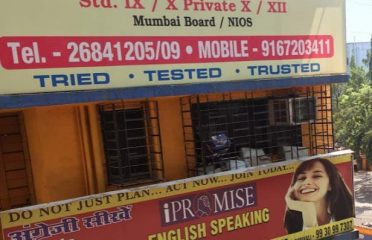 Std. IX / X Private X / XII
Mumbai Board / NIOS
Tel. - 26841205/09 • MOBILE - 9167203411
TRIED • TESTED • TRUSTED
DO NOT JUST PLAN... ACT NOW... JOIN TODAY...
अंग्रेजी सीखें
iPROMISE
ENGLISH SPEAKING